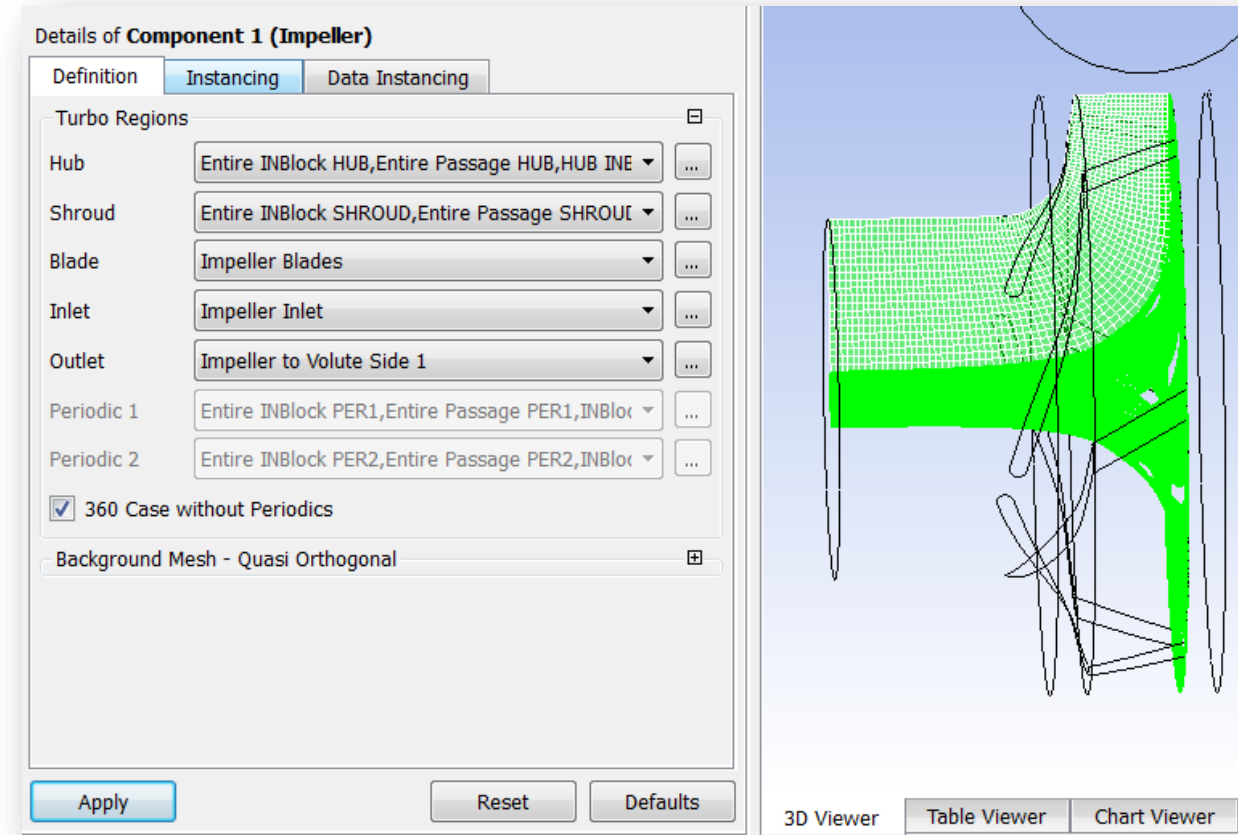 Details of Component 1 (Impeller)
Definition Instancing Data Instancing
Turbo Regions
Hub Entire INBlock HUB,Entire Passage HUB,HUB INB ...
Shroud Entire INBlock SHROUD,Entire Passage SHROUD ...
Blade Impeller Blades ...
Inlet Impeller Inlet ...
Outlet Impeller to Volute Side 1 ...
Periodic 1 Entire INBlock PER1,Entire Passage PER1,INBloc ...
Periodic 2 Entire INBlock PER2,Entire Passage PER2,INBloc ...
360 Case without Periodics
Background Mesh - Quasi Orthogonal
Apply Reset Defaults
3D Viewer Table Viewer Chart Viewer